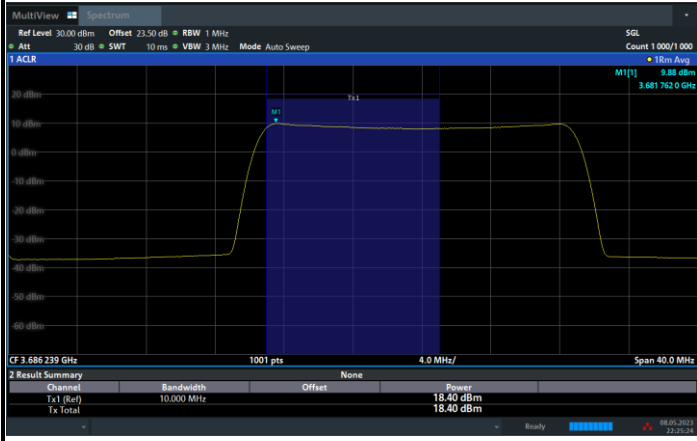 MultiView Spectrum
Ref Level 30.00 dBm Offset 23.50 dB RBW 1 MHz SGL
Att 30 dB SWT 10 ms VBW 3 MHz Mode Auto Sweep Count 1 000/1 000
1 ACLR 1Rm Avg
M1[1] 9.88 dBm
3.681 762 0 GHz
20 dBm
Tx1
M1
10 dBm
0 dBm
-10 dBm
-20 dBm
-30 dBm
-40 dBm
-50 dBm
-60 dBm
CF 3.686 239 GHz 1001 pts 4.0 MHz/ Span 40.0 MHz
2 Result Summary None
Channel Bandwidth Offset Power
Tx1 (Ref) 10.000 MHz 18.40 dBm
Tx Total 18.40 dBm
Ready 08.05.2023
22:25:24